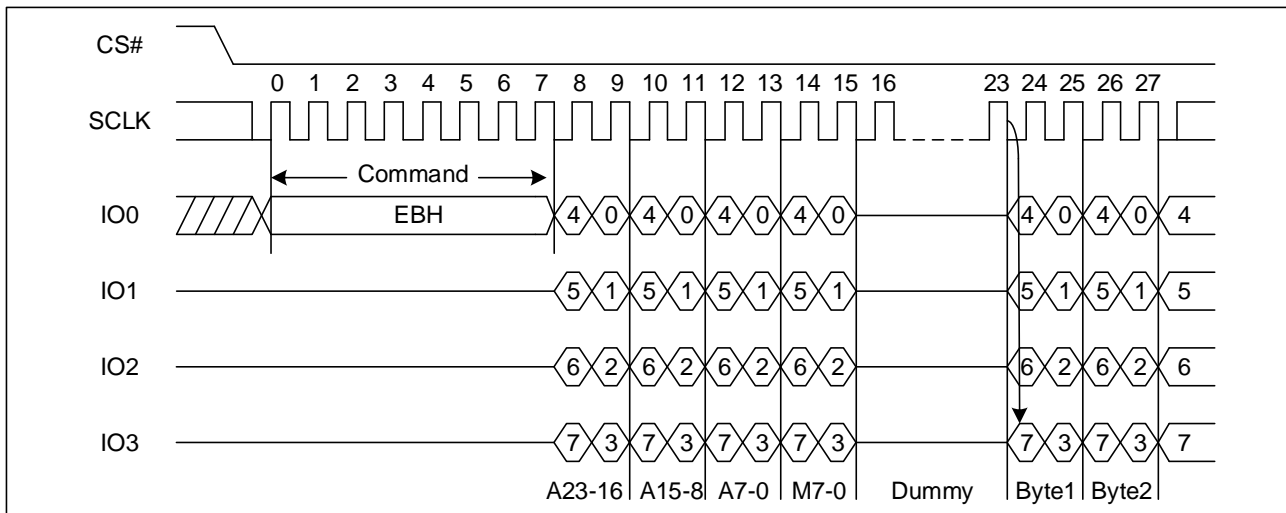 CS#
0 1 2 3 4 5 6 7 8 9 10 11 12 13 14 15 16 23 24 25 26 27
SCLK
Command
IO0 EBH 4 0 4 0 4 0 4 0 4 0 4 0 4
IO1 5 1 5 1 5 1 5 1 5 1 5 1 5
IO2 6 2 6 2 6 2 6 2 6 2 6 2 6
IO3 7 3 7 3 7 3 7 3 7 3 7 3 7
A23-16 A15-8 A7-0 M7-0 Dummy Byte1 Byte2